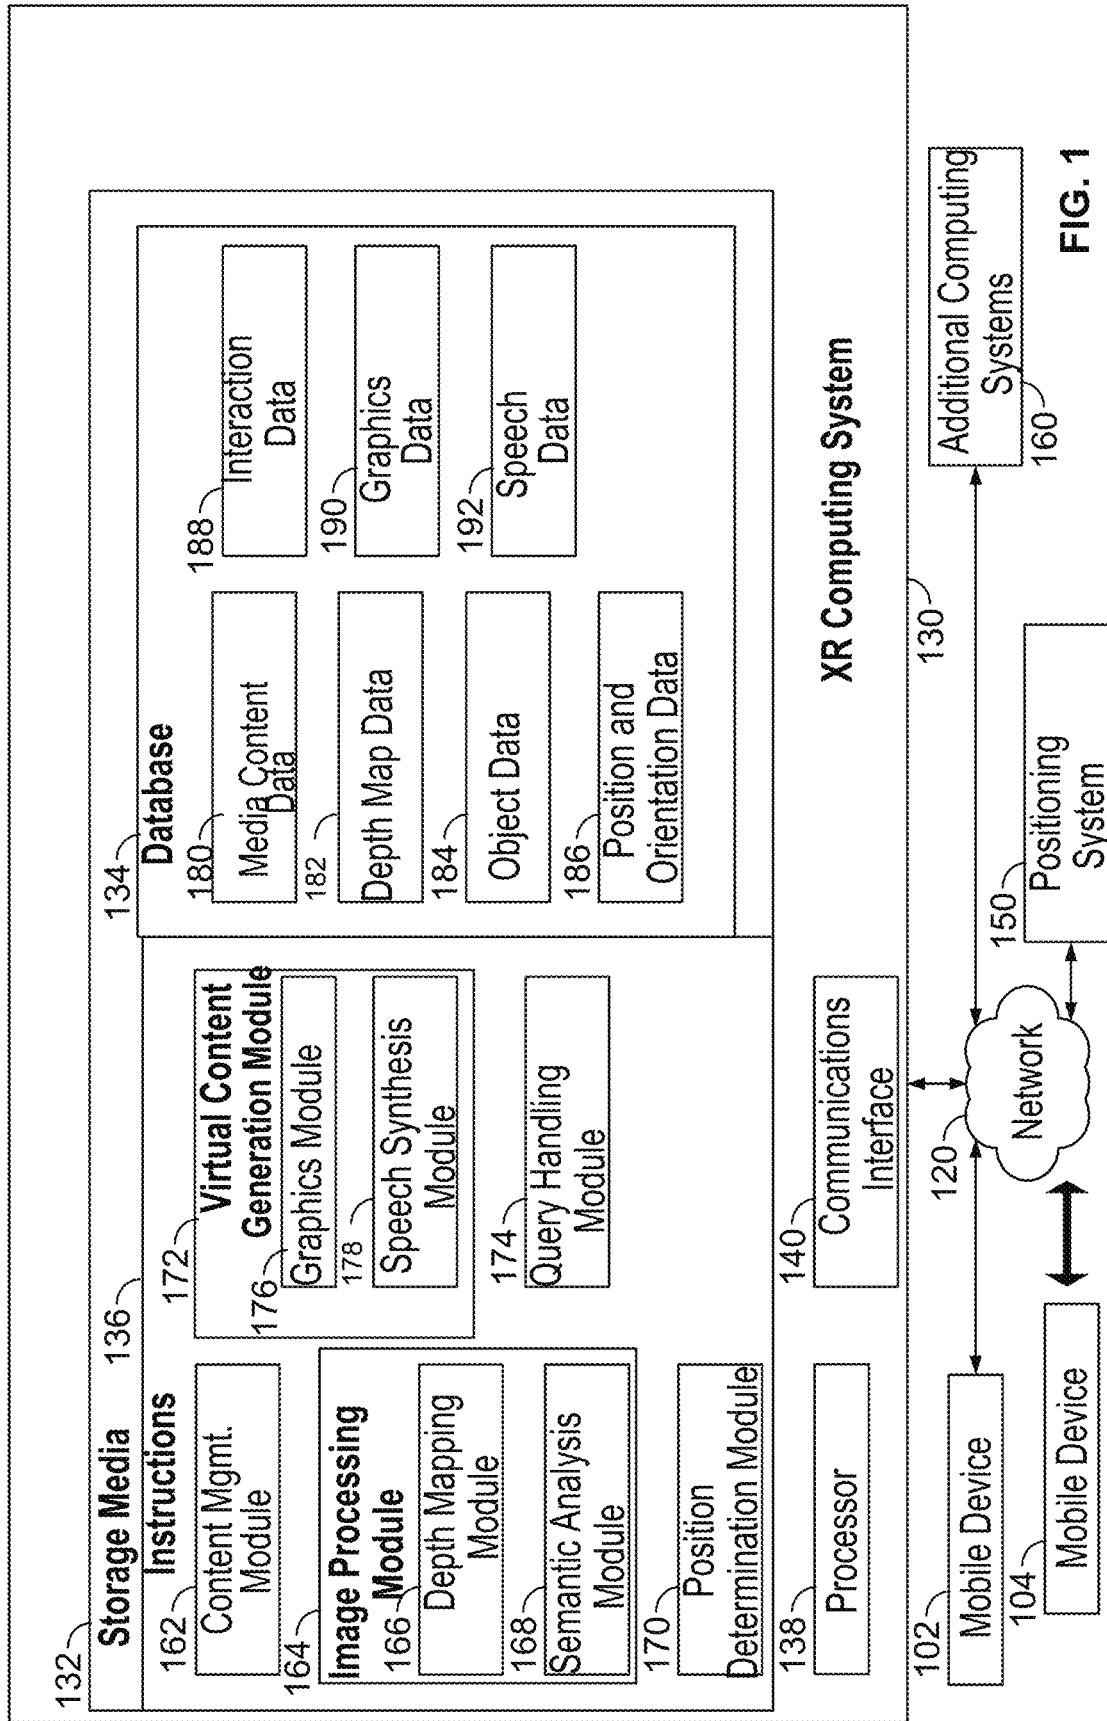 132
Storage Media
136
Instructions
162
Content Mgmt.
Module
164
Image Processing
Module
166
Depth Mapping
Module
168
Semantic Analysis
Module
170
Position
Determination Module
172
Virtual Content
Generation Module
176
Graphics Module
178
Speech Synthesis
Module
174
Query Handling
Module
134
Database
180
Media Content
Data
182
Depth Map Data
184
Object Data
186
Position and
Orientation Data
188
Interaction
Data
190
Graphics
Data
192
Speech
Data
138
Processor
140
Communications
Interface
XR Computing System
130
102
Mobile Device
104
Mobile Device
120
Network
150
Positioning
System
Additional Computing
Systems
160
FIG. 1